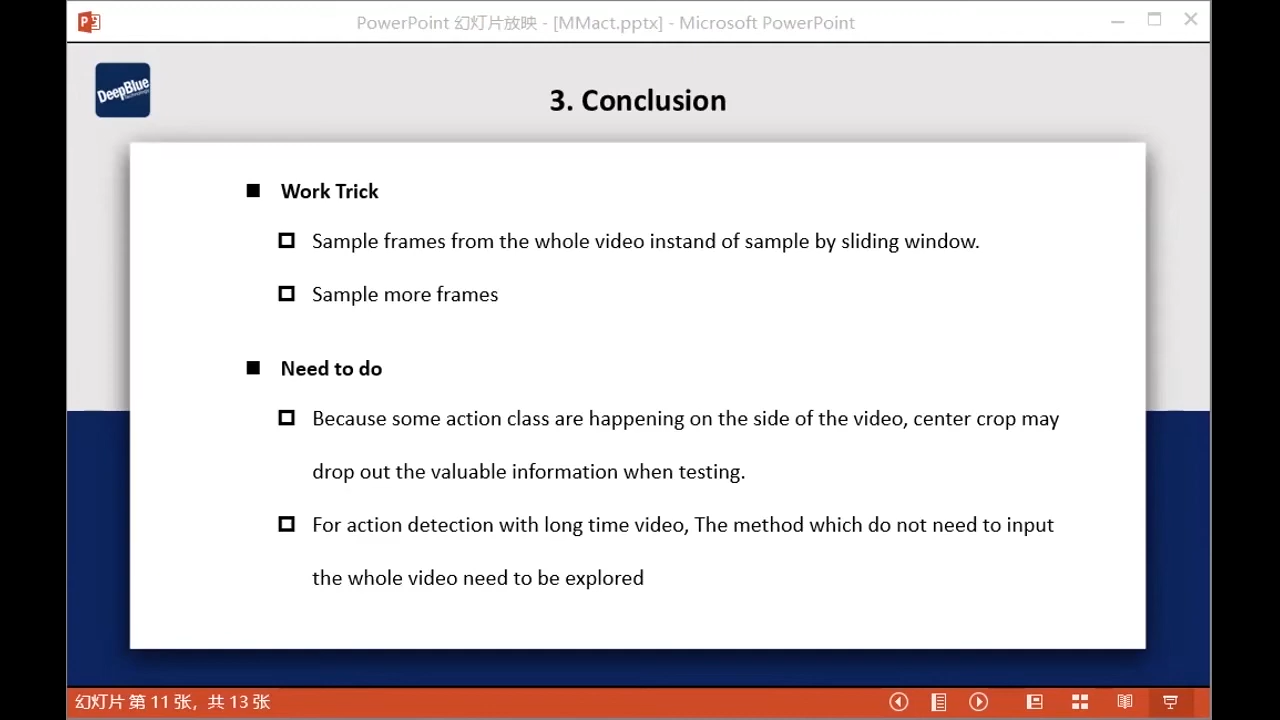 PowerPoint 幻灯片放映 - [MMact.pptx] - Microsoft PowerPoint
DeepBlue
technology
3. Conclusion
Work Trick
Sample frames from the whole video instand of sample by sliding window.
Sample more frames
Need to do
Because some action class are happening on the side of the video, center crop may
drop out the valuable information when testing.
For action detection with long time video, The method which do not need to input
the whole video need to be explored
幻灯片 第 11 张，共 13 张